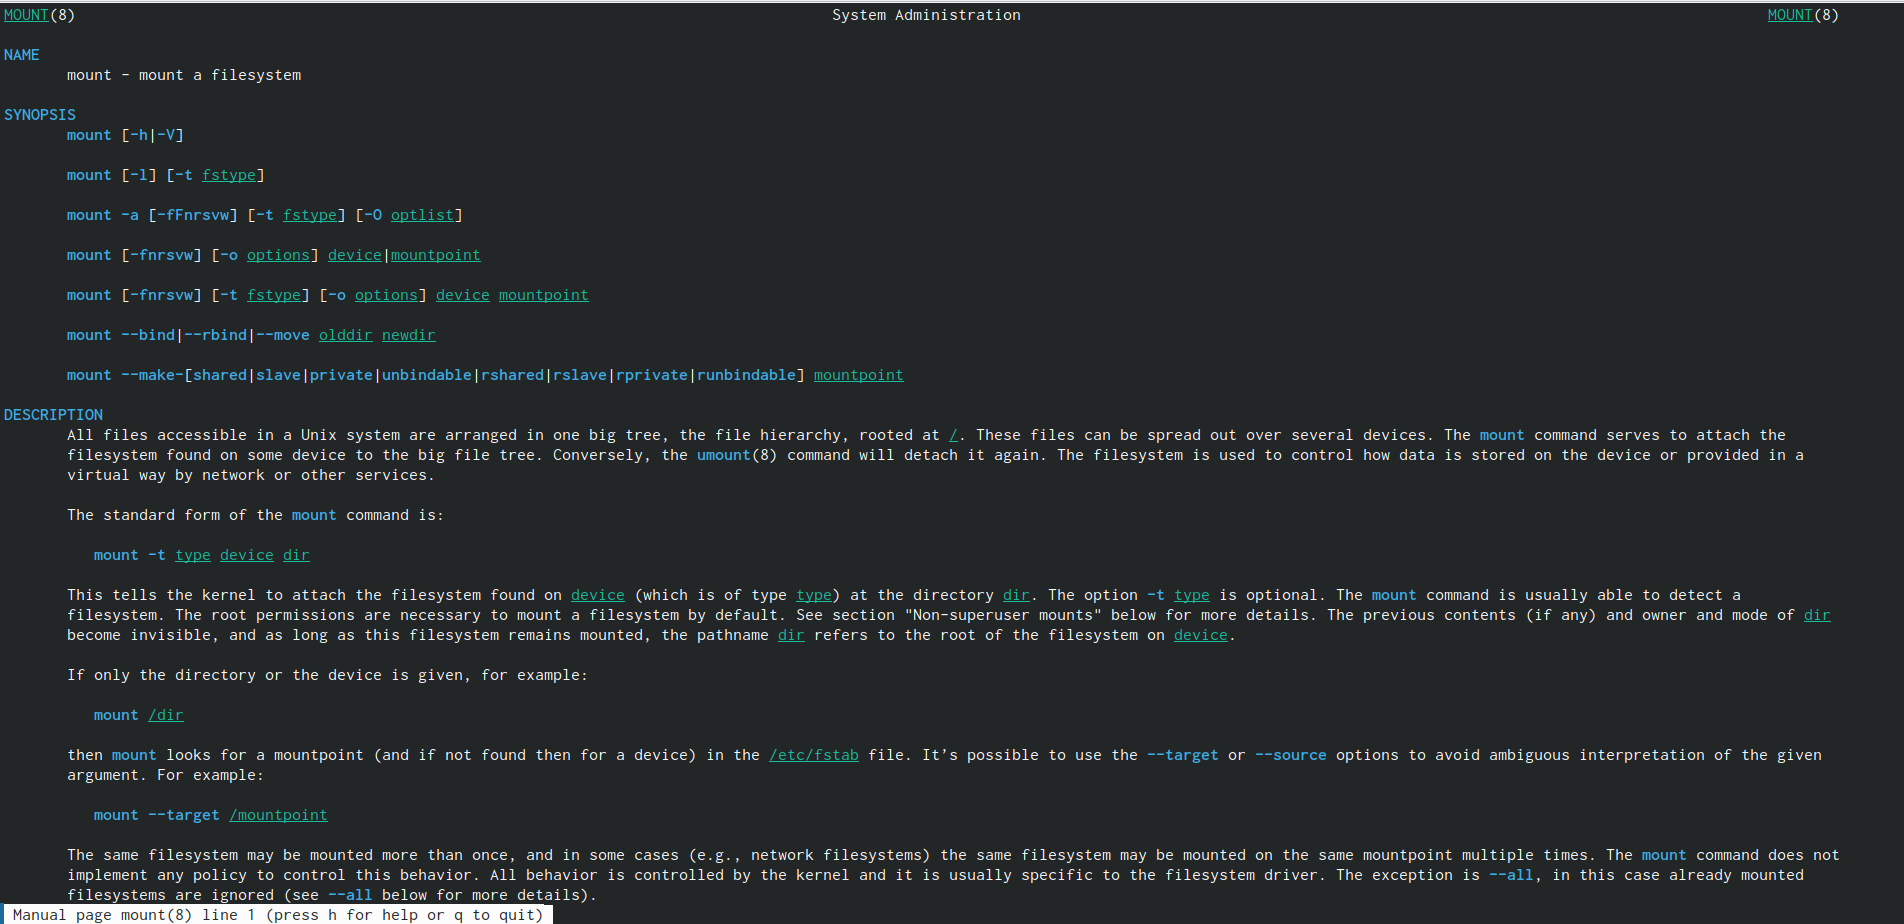 MOUNT(8) System Administration MOUNT(8)
NAME
mount - mount a filesystem
SYNOPSIS
mount [-h|-V]
mount [-l] [-t fstype]
mount -a [-fFnrsvw] [-t fstype] [-O optlist]
mount [-fnrsvw] [-o options] device|mountpoint
mount [-fnrsvw] [-t fstype] [-o options] device mountpoint
mount --bind|--rbind|--move olddir newdir
mount --make-[shared|slave|private|unbindable|rshared|rslave|rprivate|runbindable] mountpoint
DESCRIPTION
All files accessible in a Unix system are arranged in one big tree, the file hierarchy, rooted at /. These files can be spread out over several devices. The mount command serves to attach the
filesystem found on some device to the big file tree. Conversely, the umount(8) command will detach it again. The filesystem is used to control how data is stored on the device or provided in a
virtual way by network or other services.
The standard form of the mount command is:
mount -t type device dir
This tells the kernel to attach the filesystem found on device (which is of type type) at the directory dir. The option -t type is optional. The mount command is usually able to detect a
filesystem. The root permissions are necessary to mount a filesystem by default. See section "Non-superuser mounts" below for more details. The previous contents (if any) and owner and mode of dir
become invisible, and as long as this filesystem remains mounted, the pathname dir refers to the root of the filesystem on device.
If only the directory or the device is given, for example:
mount /dir
then mount looks for a mountpoint (and if not found then for a device) in the /etc/fstab file. It’s possible to use the --target or --source options to avoid ambiguous interpretation of the given
argument. For example:
mount --target /mountpoint
The same filesystem may be mounted more than once, and in some cases (e.g., network filesystems) the same filesystem may be mounted on the same mountpoint multiple times. The mount command does not
implement any policy to control this behavior. All behavior is controlled by the kernel and it is usually specific to the filesystem driver. The exception is --all, in this case already mounted
filesystems are ignored (see --all below for more details).
Manual page mount(8) line 1 (press h for help or q to quit)